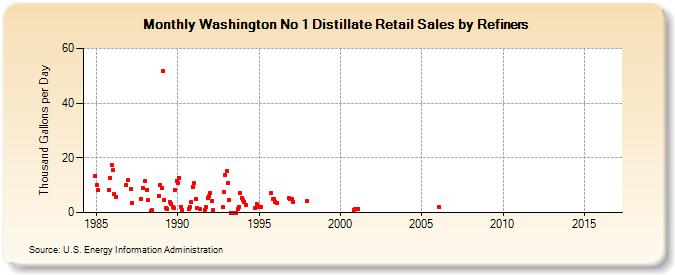 Monthly Washington No 1 Distillate Retail Sales by Refiners
Thousand Gallons per Day
60
40
20
0
1985 1990 1995 2000 2005 2010 2015
Source: U.S. Energy Information Administration